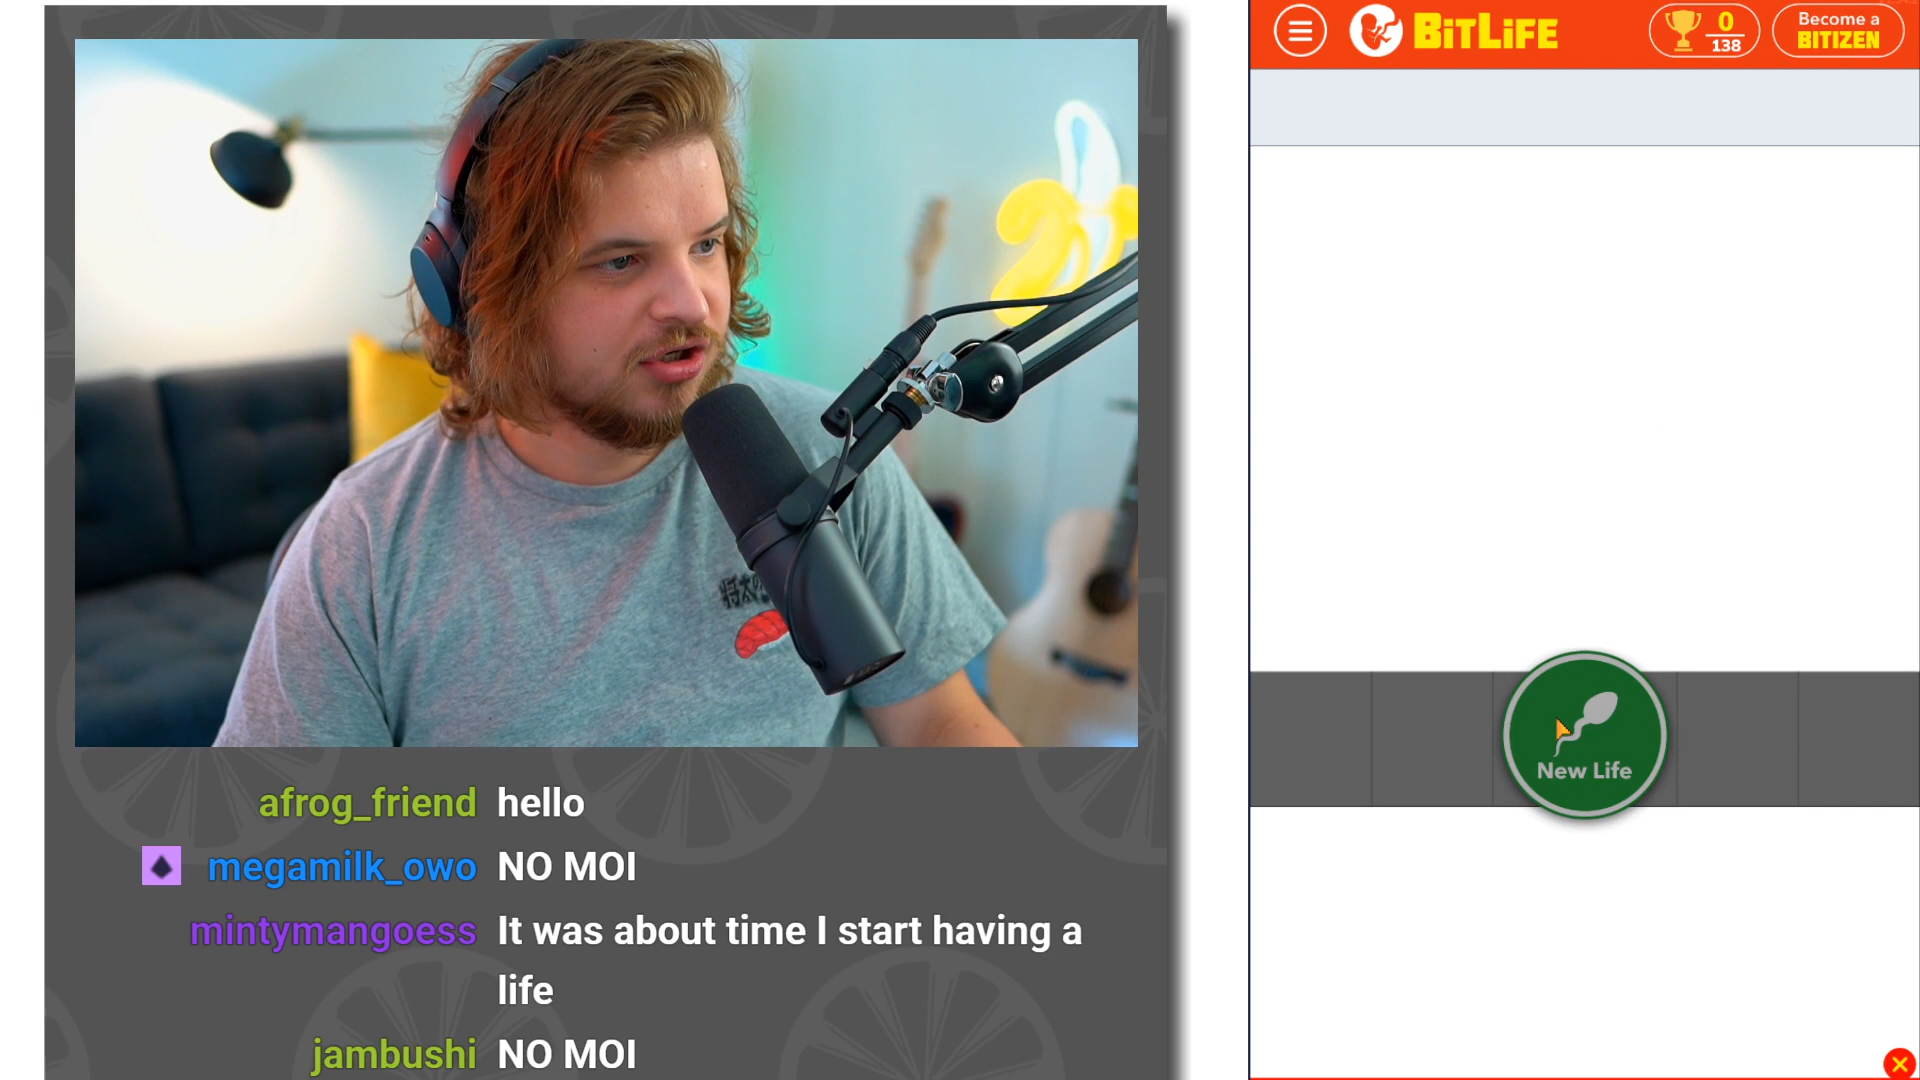 BITLIFE
0
138
Become a
BITIZEN
New Life
afrog_friend hello
megamilk_owo NO MOI
mintymangoess It was about time I start having a
life
jambushi NO MOI